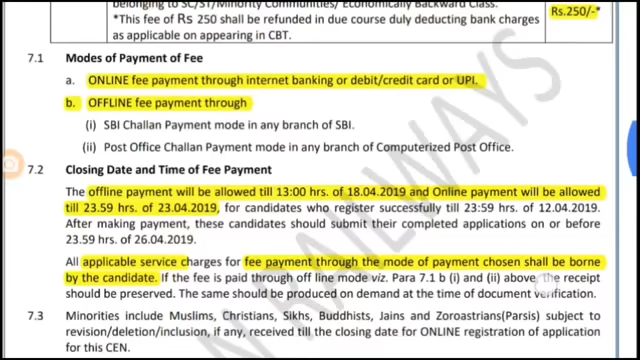 belonging to SC/ST/Minority Communities/ Economically Backward Class.
*This fee of Rs 250 shall be refunded in due course duly deducting bank charges
as applicable on appearing in CBT.
Rs.250/-*
7.1 Modes of Payment of Fee
a. ONLINE fee payment through internet banking or debit/credit card or UPI.
b. OFFLINE fee payment through
(i) SBI Challan Payment mode in any branch of SBI.
(ii) Post Office Challan Payment mode in any branch of Computerized Post Office.
7.2 Closing Date and Time of Fee Payment
The offline payment will be allowed till 13:00 hrs. of 18.04.2019 and Online payment will be allowed
till 23.59 hrs. of 23.04.2019, for candidates who register successfully till 23:59 hrs. of 12.04.2019.
After making payment, these candidates should submit their completed applications on or before
23.59 hrs. of 26.04.2019.
All applicable service charges for fee payment through the mode of payment chosen shall be borne
by the candidate. If the fee is paid through off line mode viz. Para 7.1 b (i) and (ii) above the receipt
should be preserved. The same should be produced on demand at the time of document verification.
7.3 Minorities include Muslims, Christians, Sikhs, Buddhists, Jains and Zoroastrians(Parsis) subject to
revision/deletion/inclusion, if any, received till the closing date for ONLINE registration of application
for this CEN.
N RAILWAYS